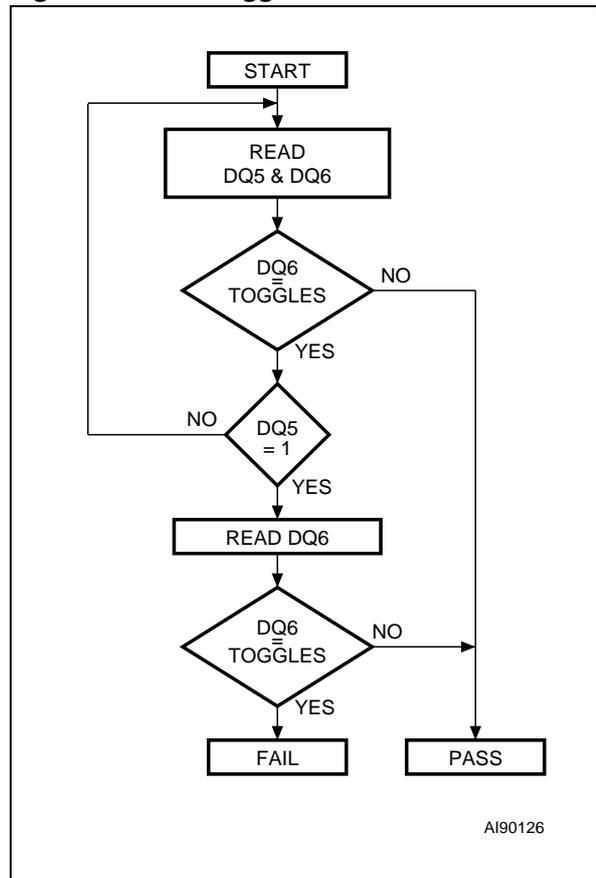 START
READ
DQ5 & DQ6
DQ6
=
TOGGLES
NO
YES
NO
DQ5
= 1
YES
READ DQ6
DQ6
=
TOGGLES
NO
YES
FAIL
PASS
AI90126